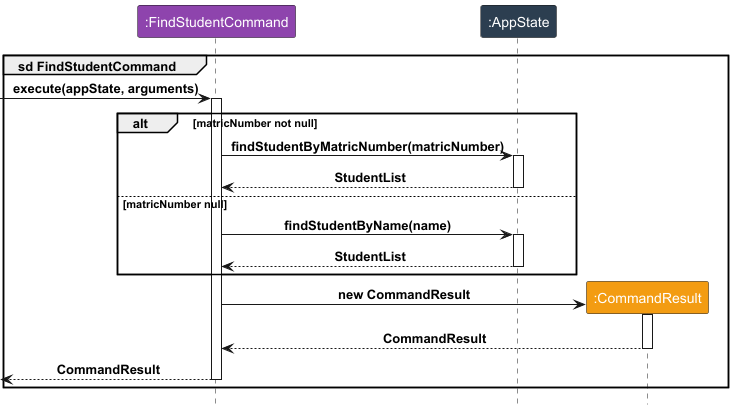 :FindStudentCommand
:AppState
sd FindStudentCommand
execute(appState, arguments)
alt
[matricNumber not null]
findStudentByMatricNumber(matricNumber)
StudentList
[matricNumber null]
findStudentByName(name)
StudentList
new CommandResult
:CommandResult
CommandResult
CommandResult